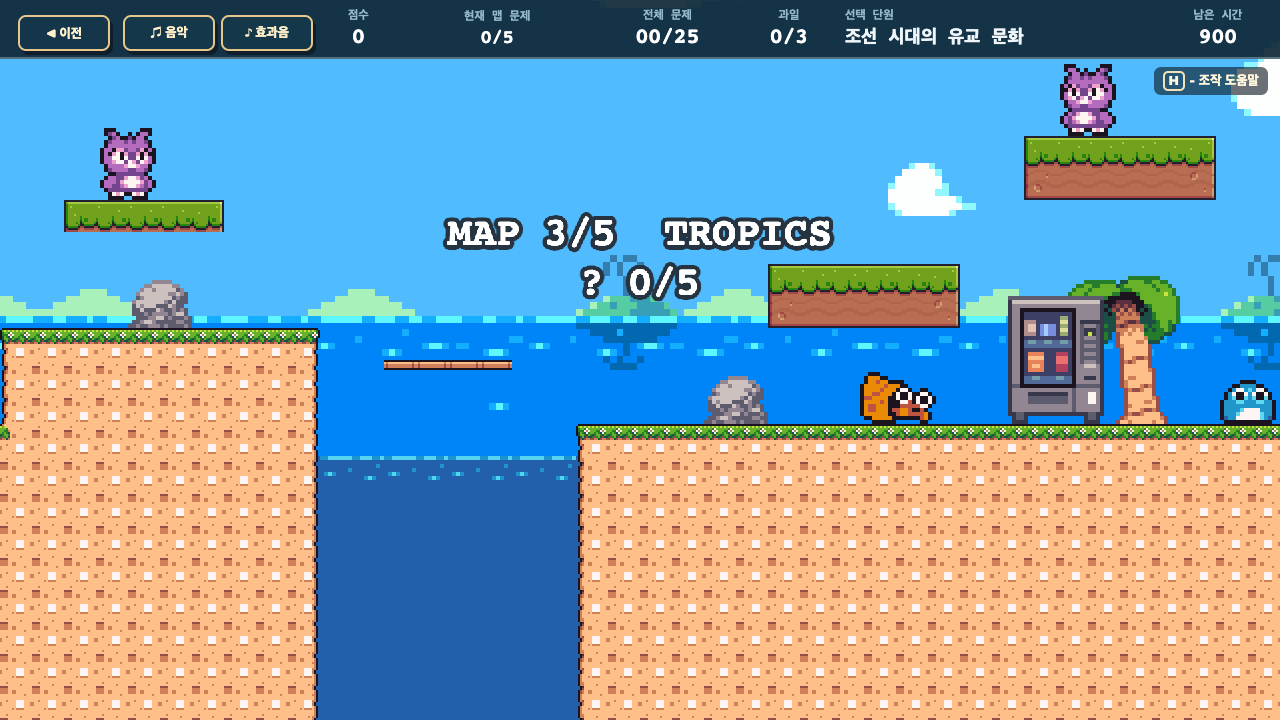 ◀ 이전
♫ 음악
♪ 효과음
점수
0
현재 맵 문제
0/5
전체 문제
00/25
과일
0/3
선택 단원
조선 시대의 유교 문화
남은 시간
900
H - 조작 도움말
MAP 3/5 TROPICS
? 0/5